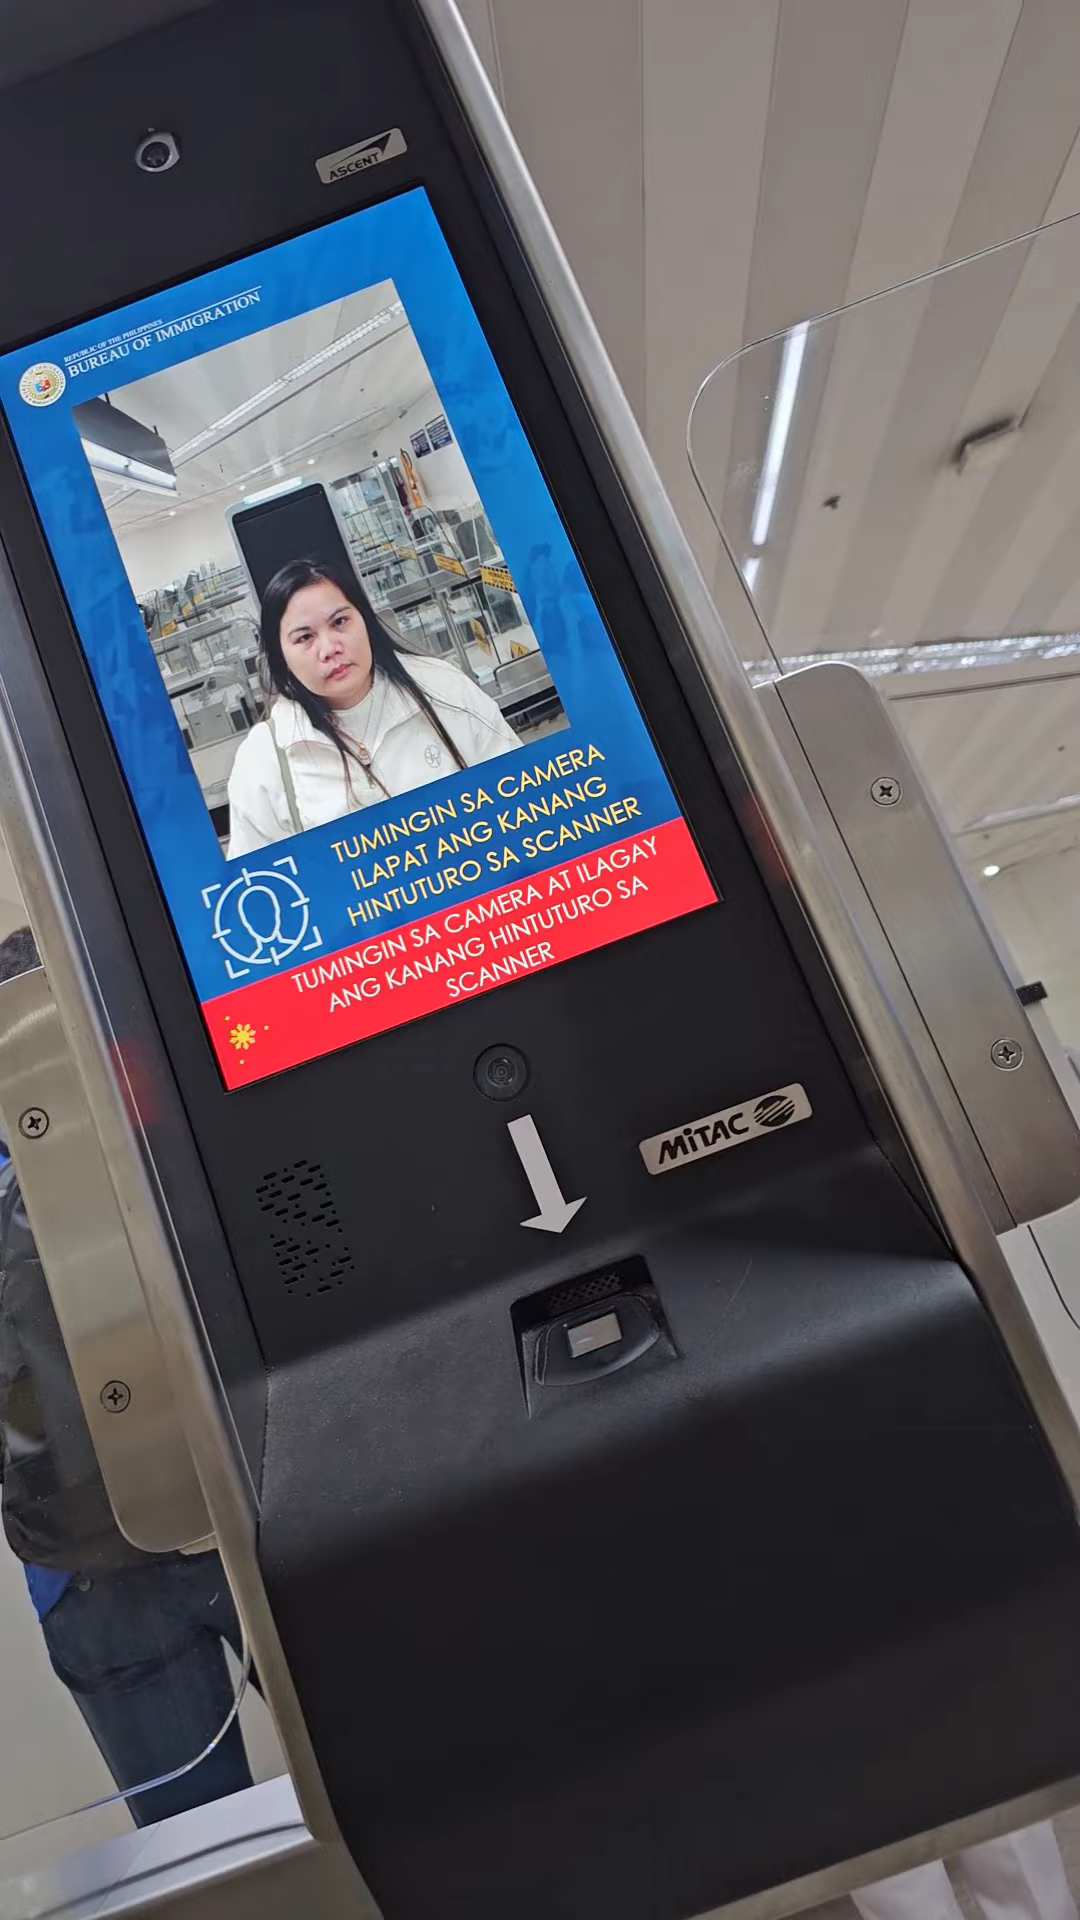 ASCENT
REPUBLIC OF THE PHILIPPINES
BUREAU OF IMMIGRATION
TUMINGIN SA CAMERA
ILAPAT ANG KANANG
HINTUTURO SA SCANNER
TUMINGIN SA CAMERA AT ILAGAY
ANG KANANG HINTUTURO SA
SCANNER
MiTAC